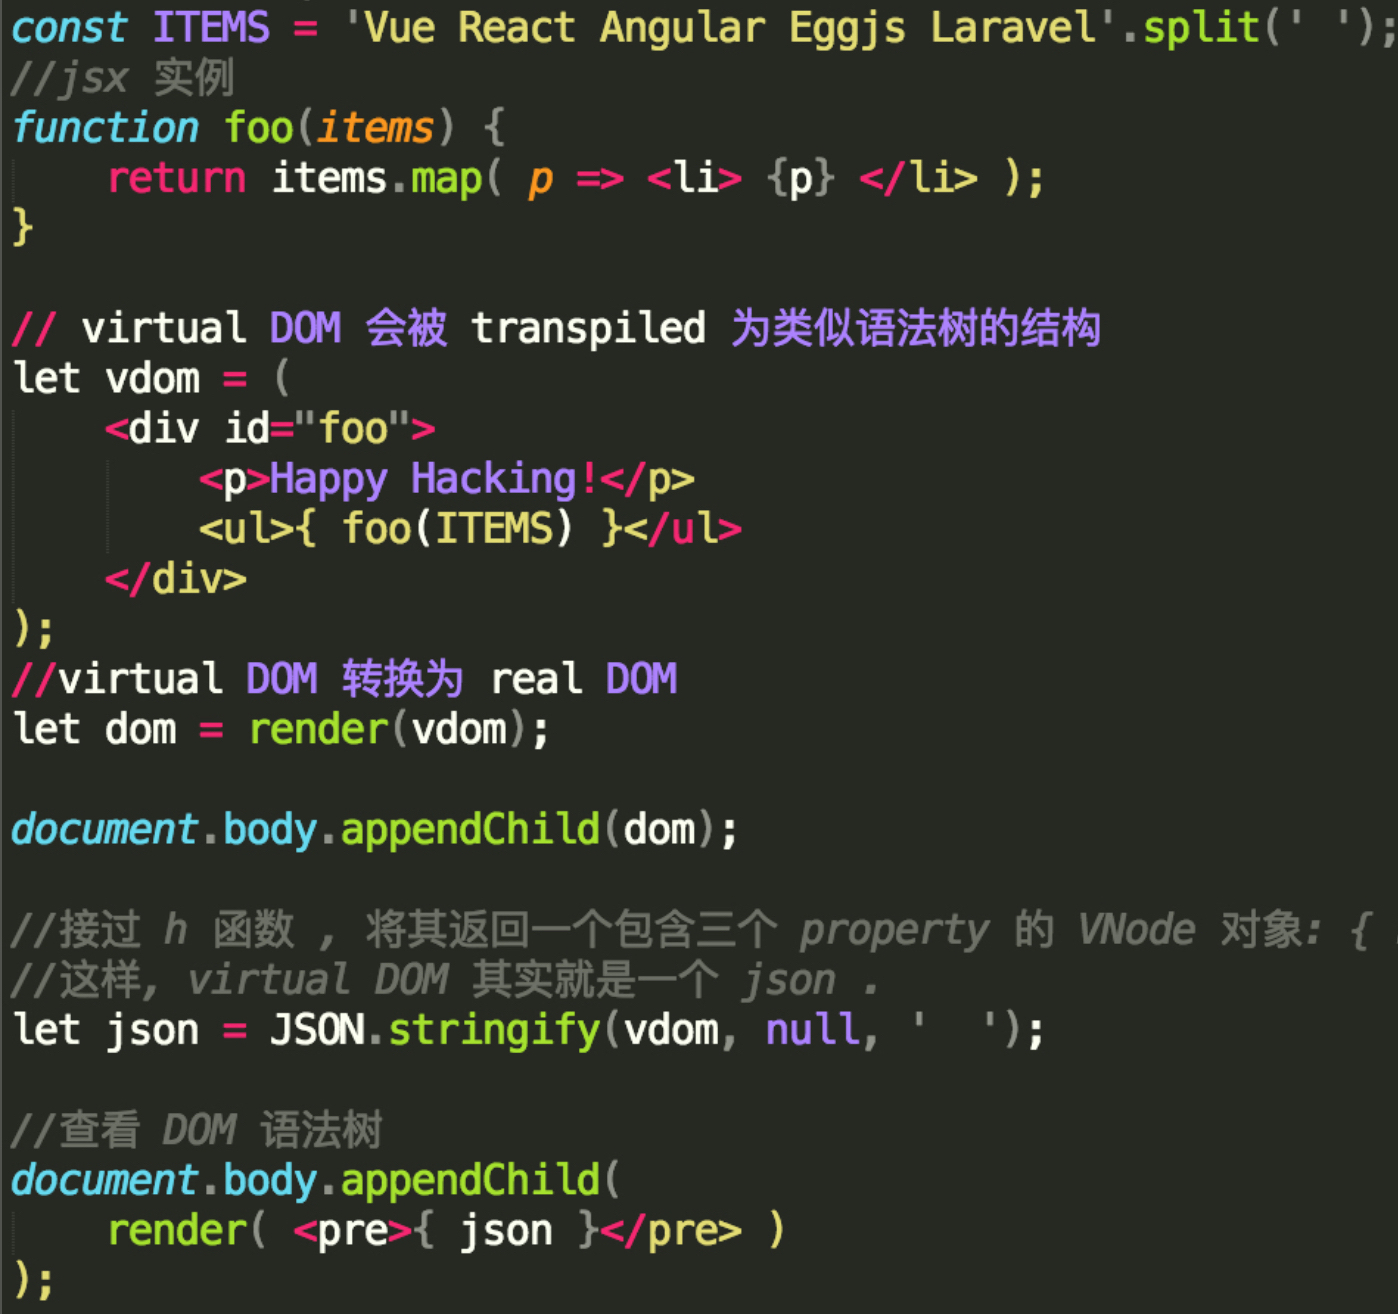 const ITEMS = 'Vue React Angular Eggjs Laravel'.split(' ');
//jsx 实例
function foo(items) {
    return items.map( p => <li> {p} </li> );
}
// virtual DOM 会被 transpiled 为类似语法树的结构
let vdom = (
    <div id="foo">
        <p>Happy Hacking!</p>
        <ul>{ foo(ITEMS) }</ul>
    </div>
);
//virtual DOM 转换为 real DOM
let dom = render(vdom);
document.body.appendChild(dom);
//接过 h 函数 , 将其返回一个包含三个 property 的 VNode 对象: {
//这样, virtual DOM 其实就是一个 json .
let json = JSON.stringify(vdom, null, '  ');
//查看 DOM 语法树
document.body.appendChild(
    render( <pre>{ json }</pre> )
);